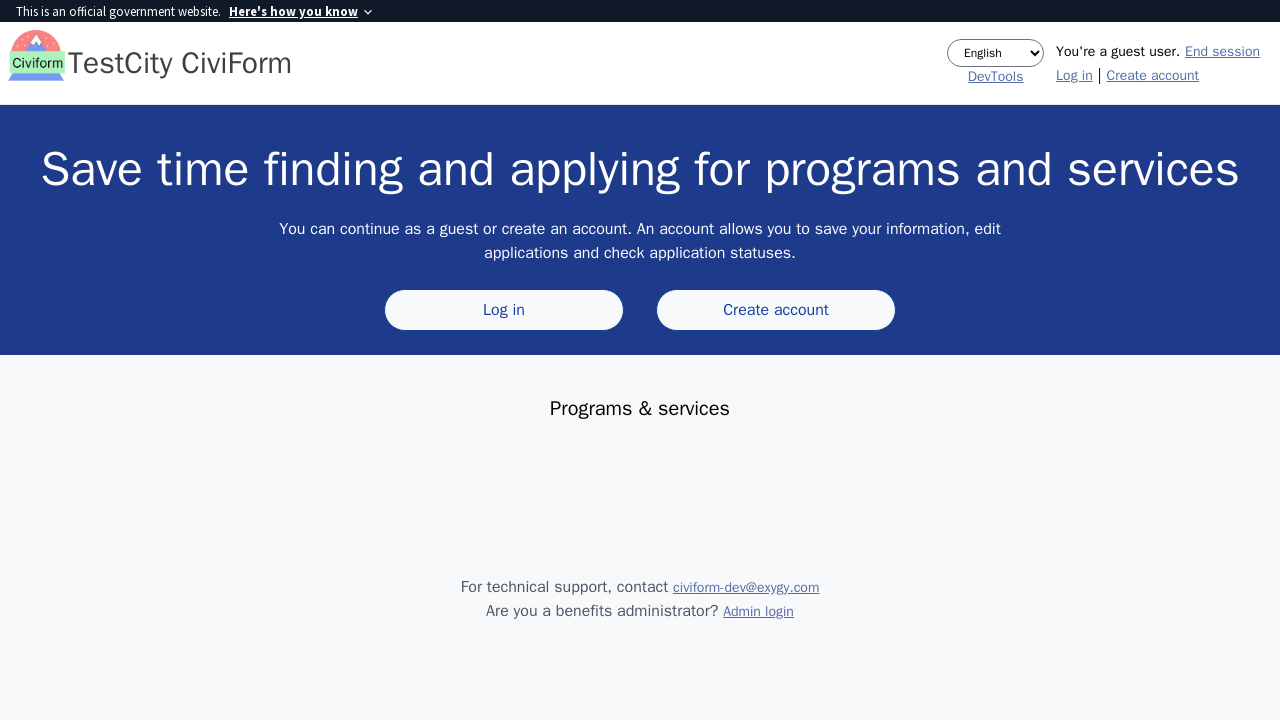 This is an official government website. Here's how you know
Civiform
TestCity CiviForm
English
DevTools
You're a guest user. End session
Log in | Create account
Save time finding and applying for programs and services
You can continue as a guest or create an account. An account allows you to save your information, edit
applications and check application statuses.
Log in
Create account
Programs & services
For technical support, contact civiform-dev@exygy.com
Are you a benefits administrator? Admin login